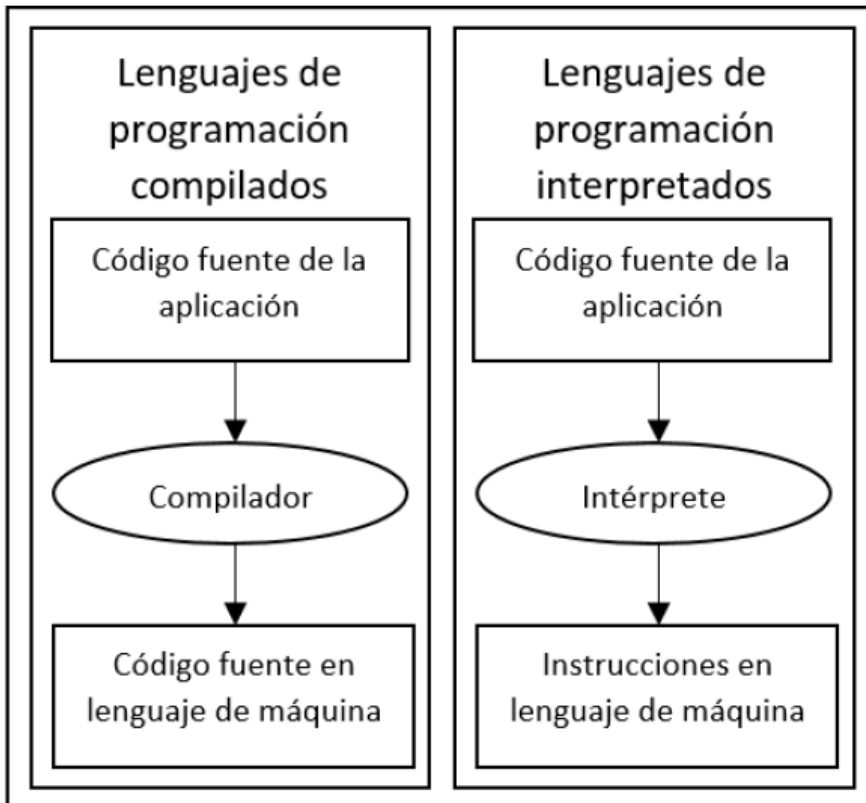 Lenguajes de
programación
compilados
Código fuente de la
aplicación
Compilador
Código fuente en
lenguaje de máquina
Lenguajes de
programación
interpretados
Código fuente de la
aplicación
Intérprete
Instrucciones en
lenguaje de máquina